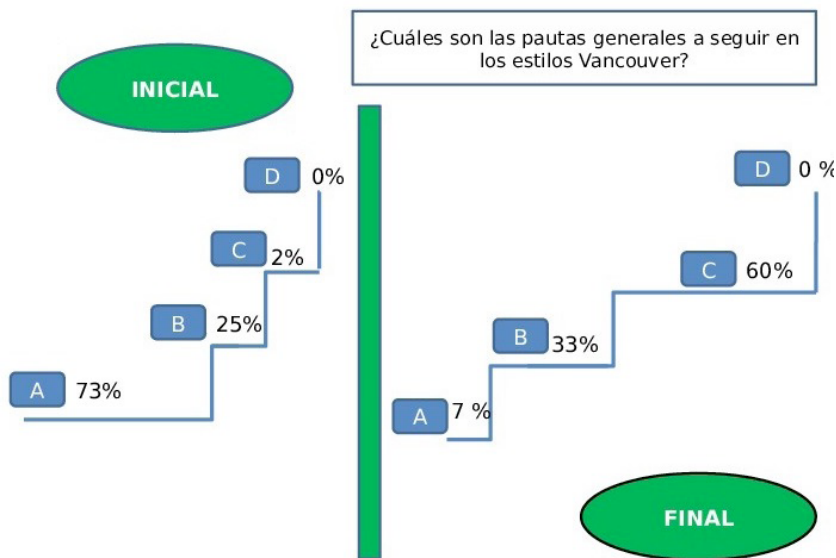 ¿Cuáles son las pautas generales a seguir en
los estilos Vancouver?
INICIAL
D 0%
C 2%
B 25%
A 73%
D 0 %
C 60%
B 33%
A 7 %
FINAL